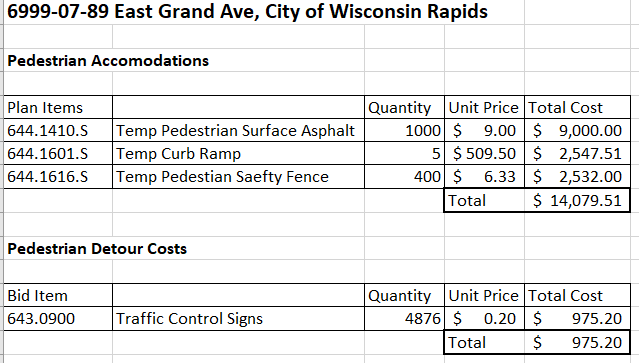 6999-07-89 East Grand Ave, City of Wisconsin Rapids
Pedestrian Accomodations
Plan Items Quantity Unit Price Total Cost
644.1410.S Temp Pedestrian Surface Asphalt 1000 $ 9.00 $ 9,000.00
644.1601.S Temp Curb Ramp 5 $ 509.50 $ 2,547.51
644.1616.S Temp Pedestian Saefty Fence 400 $ 6.33 $ 2,532.00
Total $ 14,079.51
Pedestrian Detour Costs
Bid Item Quantity Unit Price Total Cost
643.0900 Traffic Control Signs 4876 $ 0.20 $ 975.20
Total $ 975.20